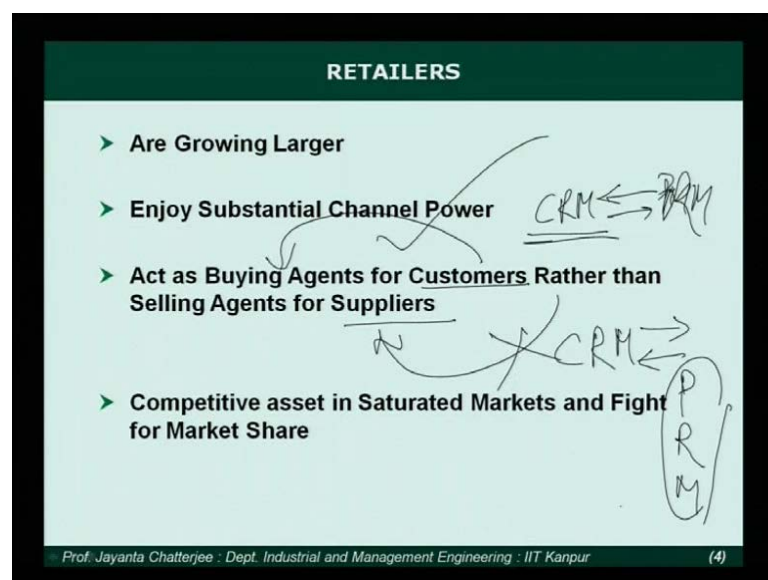 RETAILERS
➤ Are Growing Larger
➤ Enjoy Substantial Channel Power
CRM
➤ Act as Buying Agents for Customers Rather than
Selling Agents for Suppliers
CRM
➤ Competitive asset in Saturated Markets and Fight
for Market Share
P
R
M
Prof. Jayanta Chatterjee : Dept. Industrial and Management Engineering : IIT Kanpur (4)